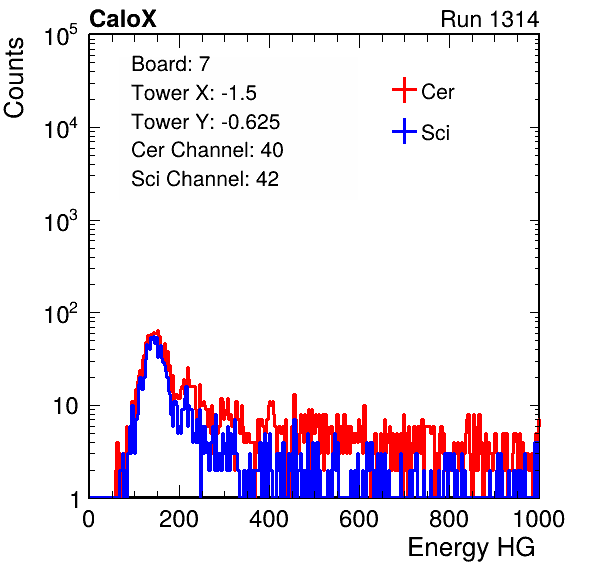 CaloX Run 1314
Counts
Board: 7
Tower X: -1.5
Tower Y: -0.625
Cer Channel: 40
Sci Channel: 42
Cer
Sci
10^5
10^4
10^3
10^2
10
1
0 200 400 600 800 1000
Energy HG